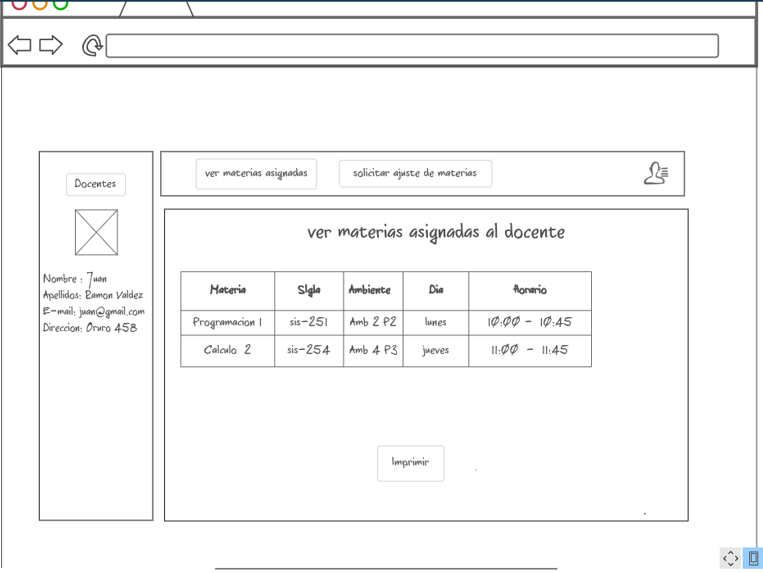 Docentes
ver materias asignadas
solicitar ajuste de materias
Nombre : Juan
Apellidos: Ramon Valdez
E-mail: juan@gmail.com
Direccion: Oruro 458
ver materias asignadas al docente
Materia Sigla Ambiente Dia Horario
Programacion 1 sis-251 Amb 2 P2 lunes 10:00 - 10:45
Calculo 2 sis-254 Amb 4 P3 jueves 11:00 - 11:45
Imprimir